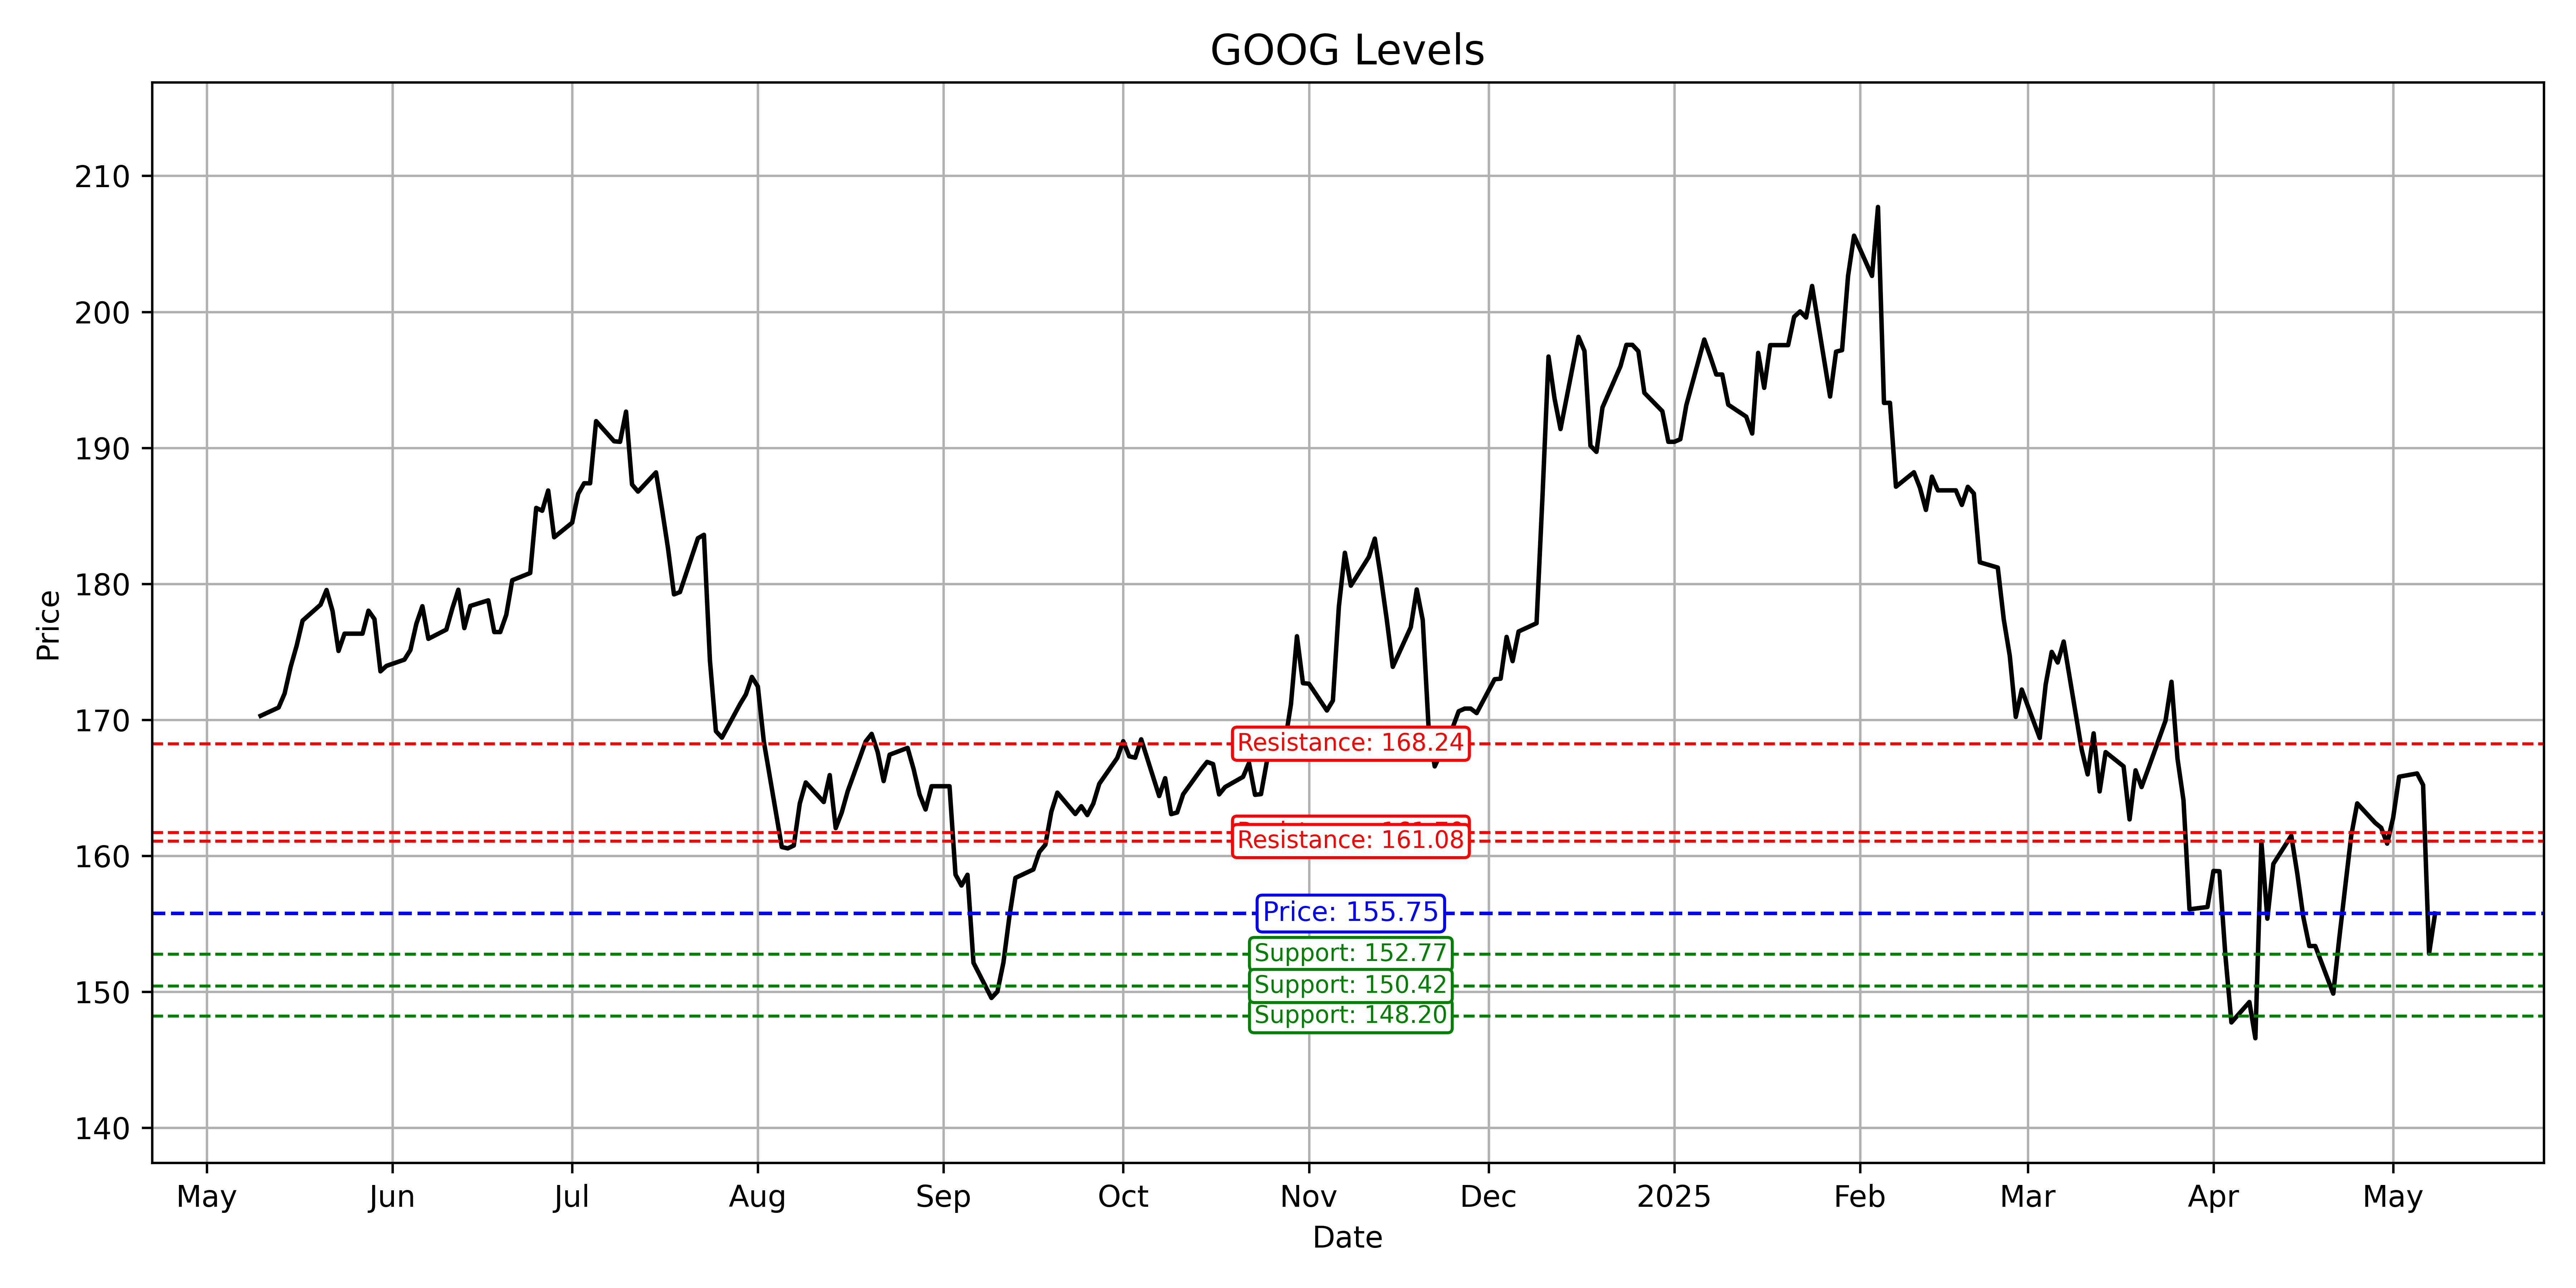 GOOG Levels
Price
210
200
190
180
170
160
150
140
Resistance: 168.24
Resistance: 161.08
Price: 155.75
Support: 152.77
Support: 150.42
Support: 148.20
May Jun Jul Aug Sep Oct Nov Dec 2025 Feb Mar Apr May
Date